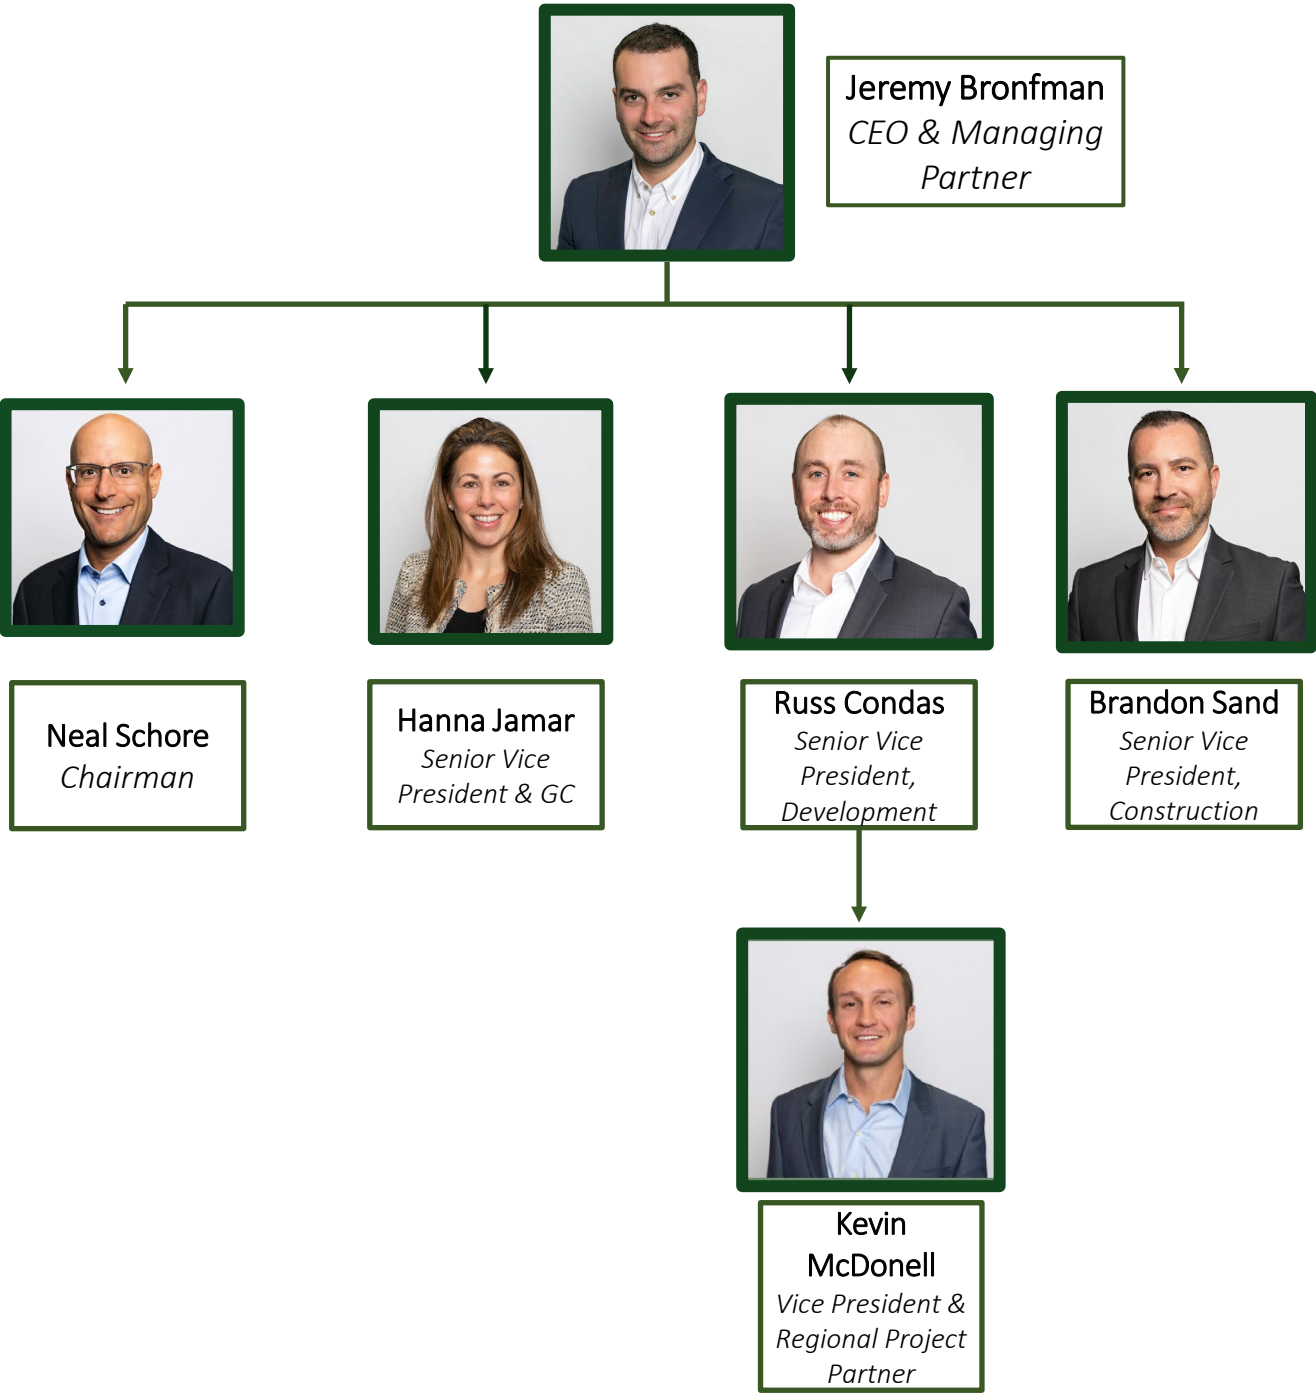 Jeremy Bronfman
CEO & Managing
Partner
Neal Schore
Chairman
Hanna Jamar
Senior Vice
President & GC
Russ Condas
Senior Vice
President,
Development
Brandon Sand
Senior Vice
President,
Construction
Kevin
McDonell
Vice President &
Regional Project
Partner